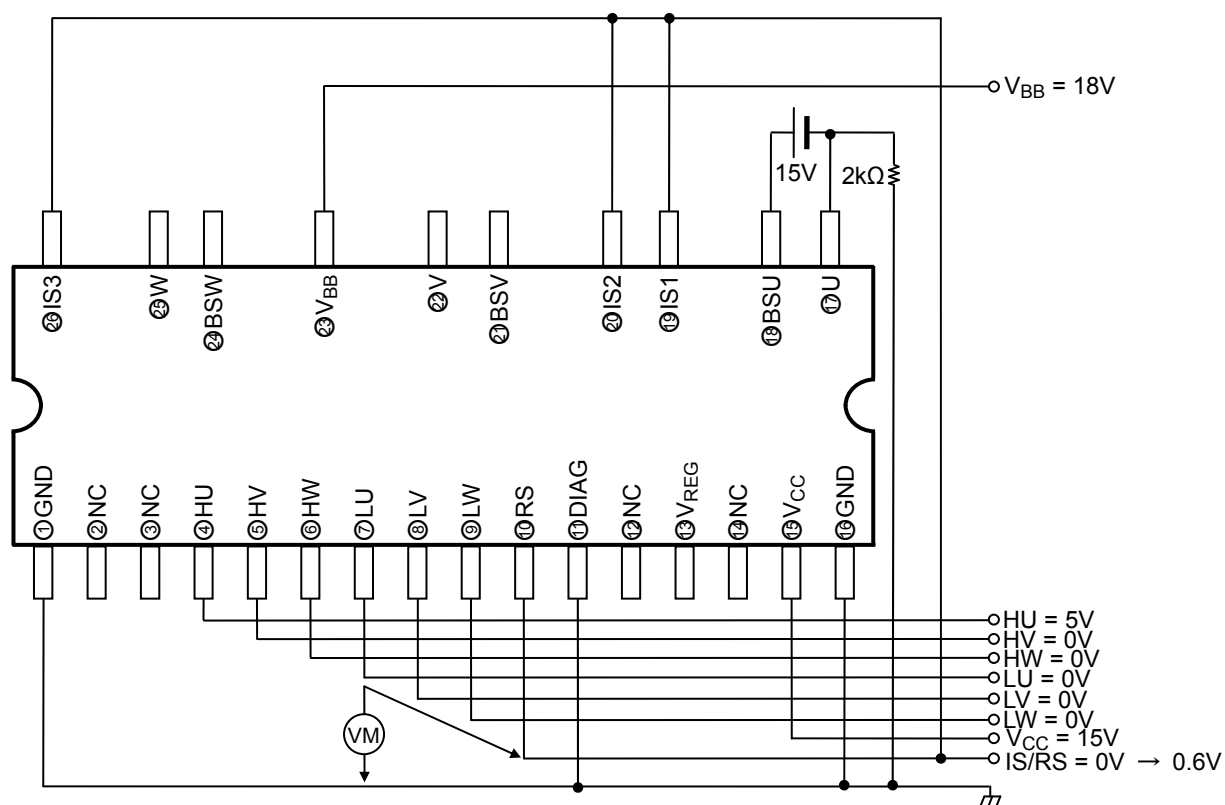 V_BB = 18V
15V
2kΩ
㉖IS3
㉕W
㉔BSW
㉓V_BB
㉒V
㉑BSV
⑳IS2
⑲IS1
⑱BSU
⑰U
①GND
②NC
③NC
④HU
⑤HV
⑥HW
⑦LU
⑧LV
⑨LW
⑩RS
⑪DIAG
⑫NC
⑬V_REG
⑭NC
⑮V_CC
⑯GND
HU = 5V
HV = 0V
HW = 0V
LU = 0V
LV = 0V
LW = 0V
V_CC = 15V
IS/RS = 0V → 0.6V
VM